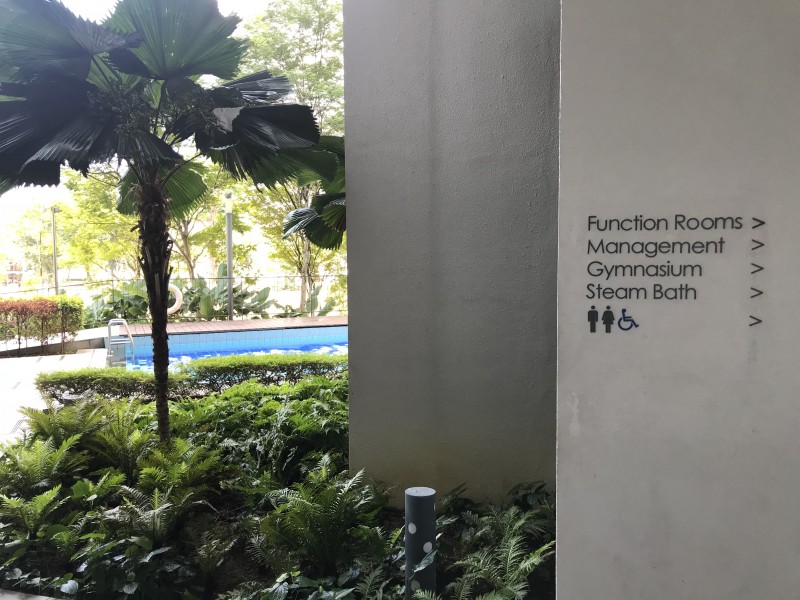 Function Rooms >
Management >
Gymnasium >
Steam Bath >
>